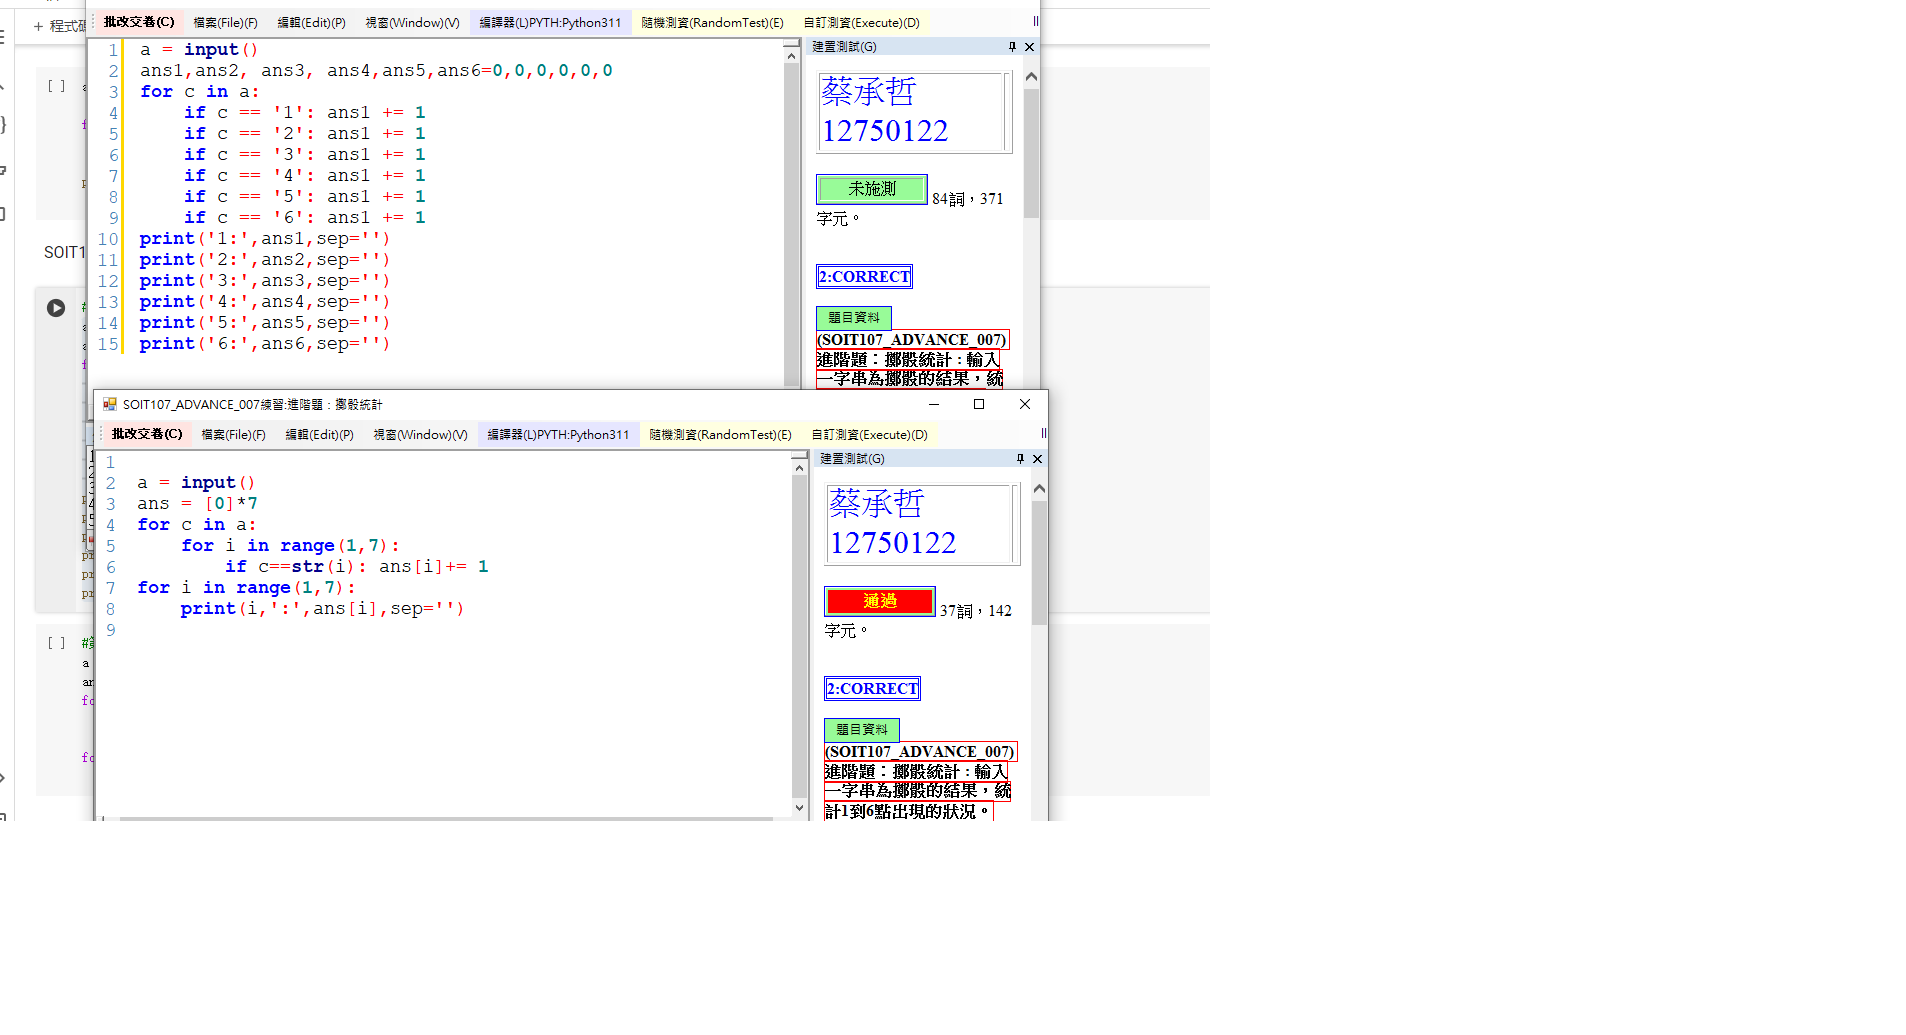 + 程式碼
批改交卷(C) 檔案(File)(F) 編輯(Edit)(P) 視窗(Window)(V) 編譯器(L)PYTH:Python311 隨機測資(RandomTest)(E) 自訂測資(Execute)(D)
1 a = input()
2 ans1,ans2, ans3, ans4,ans5,ans6=0,0,0,0,0,0
3 for c in a:
4 if c == '1': ans1 += 1
5 if c == '2': ans1 += 1
6 if c == '3': ans1 += 1
7 if c == '4': ans1 += 1
8 if c == '5': ans1 += 1
9 if c == '6': ans1 += 1
10 print('1:',ans1,sep='')
11 print('2:',ans2,sep='')
12 print('3:',ans3,sep='')
13 print('4:',ans4,sep='')
14 print('5:',ans5,sep='')
15 print('6:',ans6,sep='')
建置測試(G)
蔡承哲
12750122
未施測 84詞，371
字元。
2:CORRECT
題目資料
(SOIT107_ADVANCE_007)
進階題：擲骰統計：輸入
一字串為擲骰的結果，統
[ ]
SOIT1
[ ]
SOIT107_ADVANCE_007練習:進階題：擲骰統計
批改交卷(C) 檔案(File)(F) 編輯(Edit)(P) 視窗(Window)(V) 編譯器(L)PYTH:Python311 隨機測資(RandomTest)(E) 自訂測資(Execute)(D)
1
2 a = input()
3 ans = [0]*7
4 for c in a:
5 for i in range(1,7):
6 if c==str(i): ans[i]+= 1
7 for i in range(1,7):
8 print(i,':',ans[i],sep='')
9
建置測試(G)
蔡承哲
12750122
通過 37詞，142
字元。
2:CORRECT
題目資料
(SOIT107_ADVANCE_007)
進階題：擲骰統計：輸入
一字串為擲骰的結果，統
計1到6點出現的狀況。